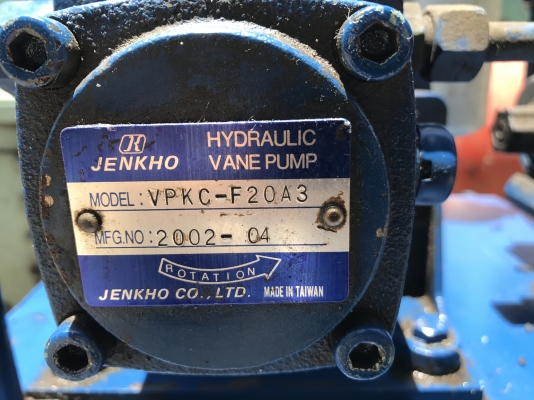 HYDRAULIC
JENKHO VANE PUMP
MODEL: VPKC-F20A3
MFG.NO: 2002- 04
ROTATION
JENKHO CO., LTD. MADE IN TAIWAN